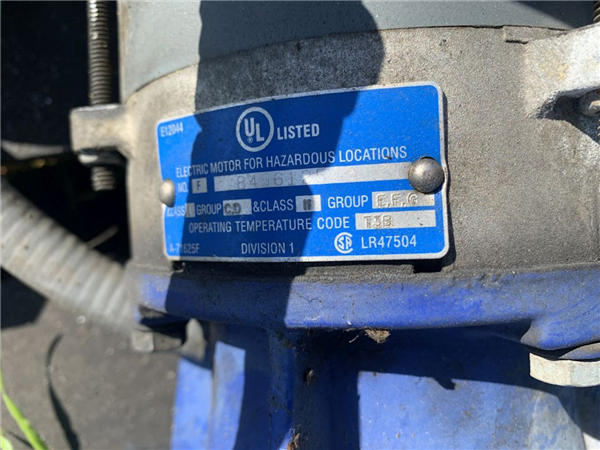 E12044
UL LISTED
ELECTRIC MOTOR FOR HAZARDOUS LOCATIONS
NO. F
CLASS I GROUP C.D &CLASS II GROUP E.F.G
OPERATING TEMPERATURE CODE T3B
DIVISION 1 SA LR47504